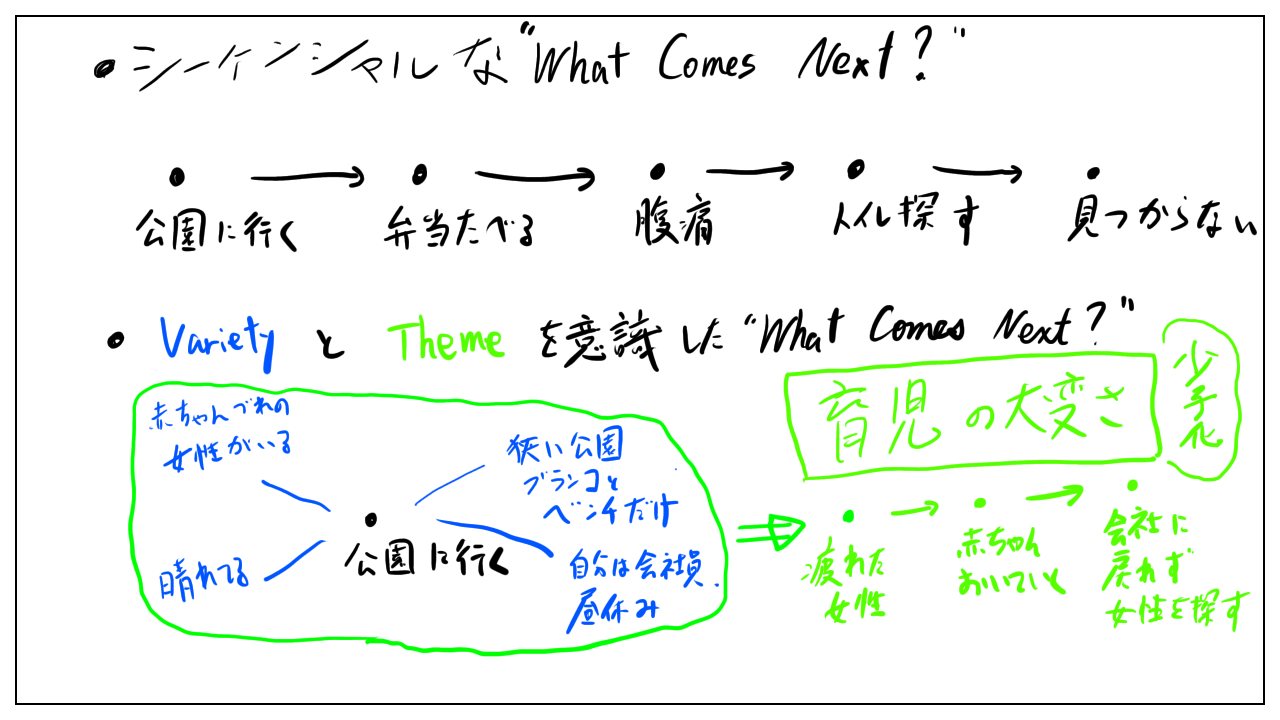 シーケンシャルな"What Comes Next?"
公園に行く
弁当たべる
腹痛
トイレ探す
見つからない
Variety と Theme を意識した"What Comes Next?"
赤ちゃんづれの
女性がいる
狭い公園
ブランコと
ベンチだけ
晴れてる
公園に行く
自分は会社員.
昼休み
育児の大変さ
少子化
疲れた
女性
赤ちゃん
おいていく
会社に
戻れず
女性を探す